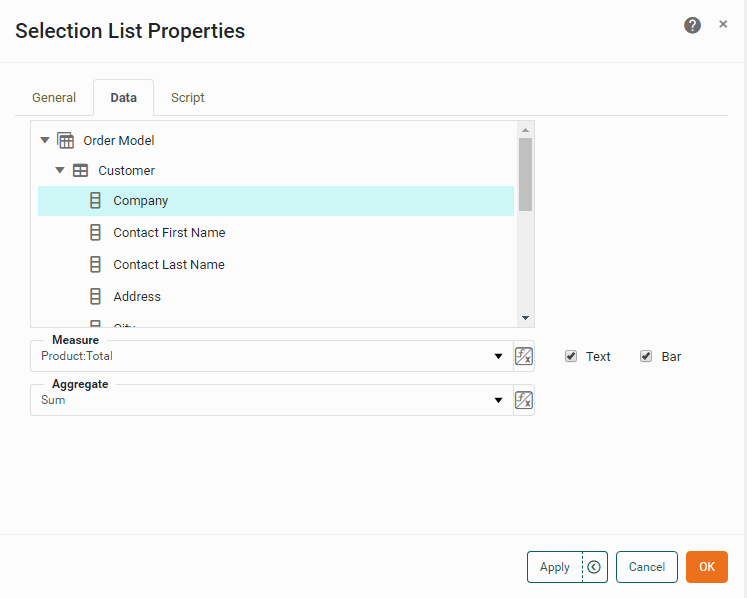 Selection List Properties
General Data Script
Order Model
Customer
Company
Contact First Name
Contact Last Name
Address
City
Measure
Product:Total
Text Bar
Aggregate
Sum
Apply Cancel OK